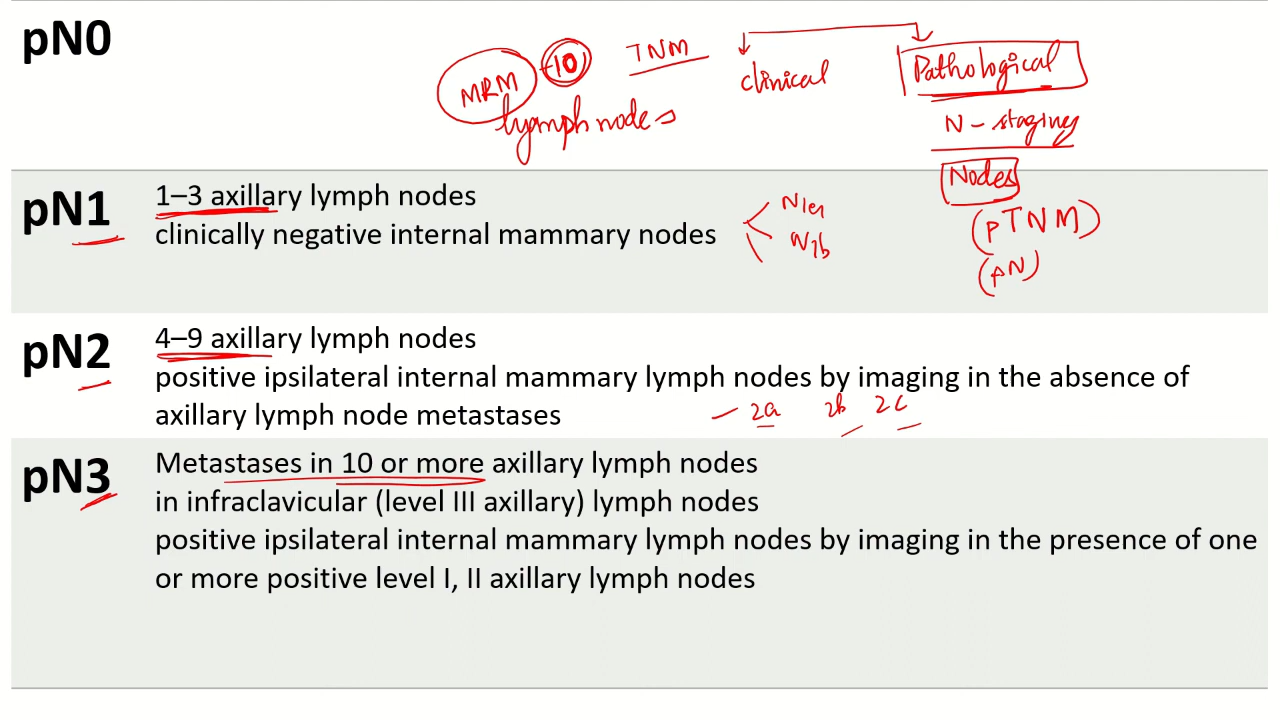 pN0
TNM
MRM
10
lymph nodes
clinical
Pathological
N - staging
Nodes
(pTNM)
(pN)
pN1
1–3 axillary lymph nodes
clinically negative internal mammary nodes
N1a
N1b
pN2
4–9 axillary lymph nodes
positive ipsilateral internal mammary lymph nodes by imaging in the absence of
axillary lymph node metastases
2a 2b 2c
pN3
Metastases in 10 or more axillary lymph nodes
in infraclavicular (level III axillary) lymph nodes
positive ipsilateral internal mammary lymph nodes by imaging in the presence of one
or more positive level I, II axillary lymph nodes